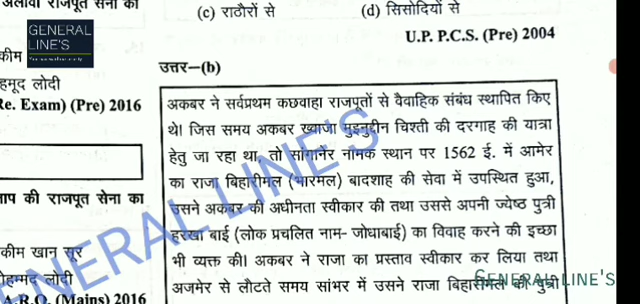 अलावा राजपूत सेना का
GENERAL
LINE'S
कीम
हमूद लोदी
Re. Exam) (Pre) 2016
ताप की राजपूत सेना का
कीम खान सूर
मोहम्मद लोदी
A.R.O. (Mains) 2016
(c) राठौरों से (d) सिसोदियों से
U.P. P.C.S. (Pre) 2004
उत्तर-(b)
अकबर ने सर्वप्रथम कछवाहा राजपूतों से वैवाहिक संबंध स्थापित किए
थे। जिस समय अकबर ख्वाजा मुइनुद्दीन चिश्ती की दरगाह की यात्रा
हेतु जा रहा था, तो सांगानेर नामक स्थान पर 1562 ई. में आमेर
का राजा बिहारीमल (भारमल) बादशाह की सेवा में उपस्थित हुआ,
उसने अकबर की अधीनता स्वीकार की तथा उससे अपनी ज्येष्ठ पुत्री
हरखा बाई (लोक प्रचलित नाम- जोधाबाई) का विवाह करने की इच्छा
भी व्यक्त की। अकबर ने राजा का प्रस्ताव स्वीकार कर लिया तथा
अजमेर से लौटते समय सांभर में उसने राजा बिहारीमल की पुत्री
GENERAL LINE'S
GENERAL LINE'S